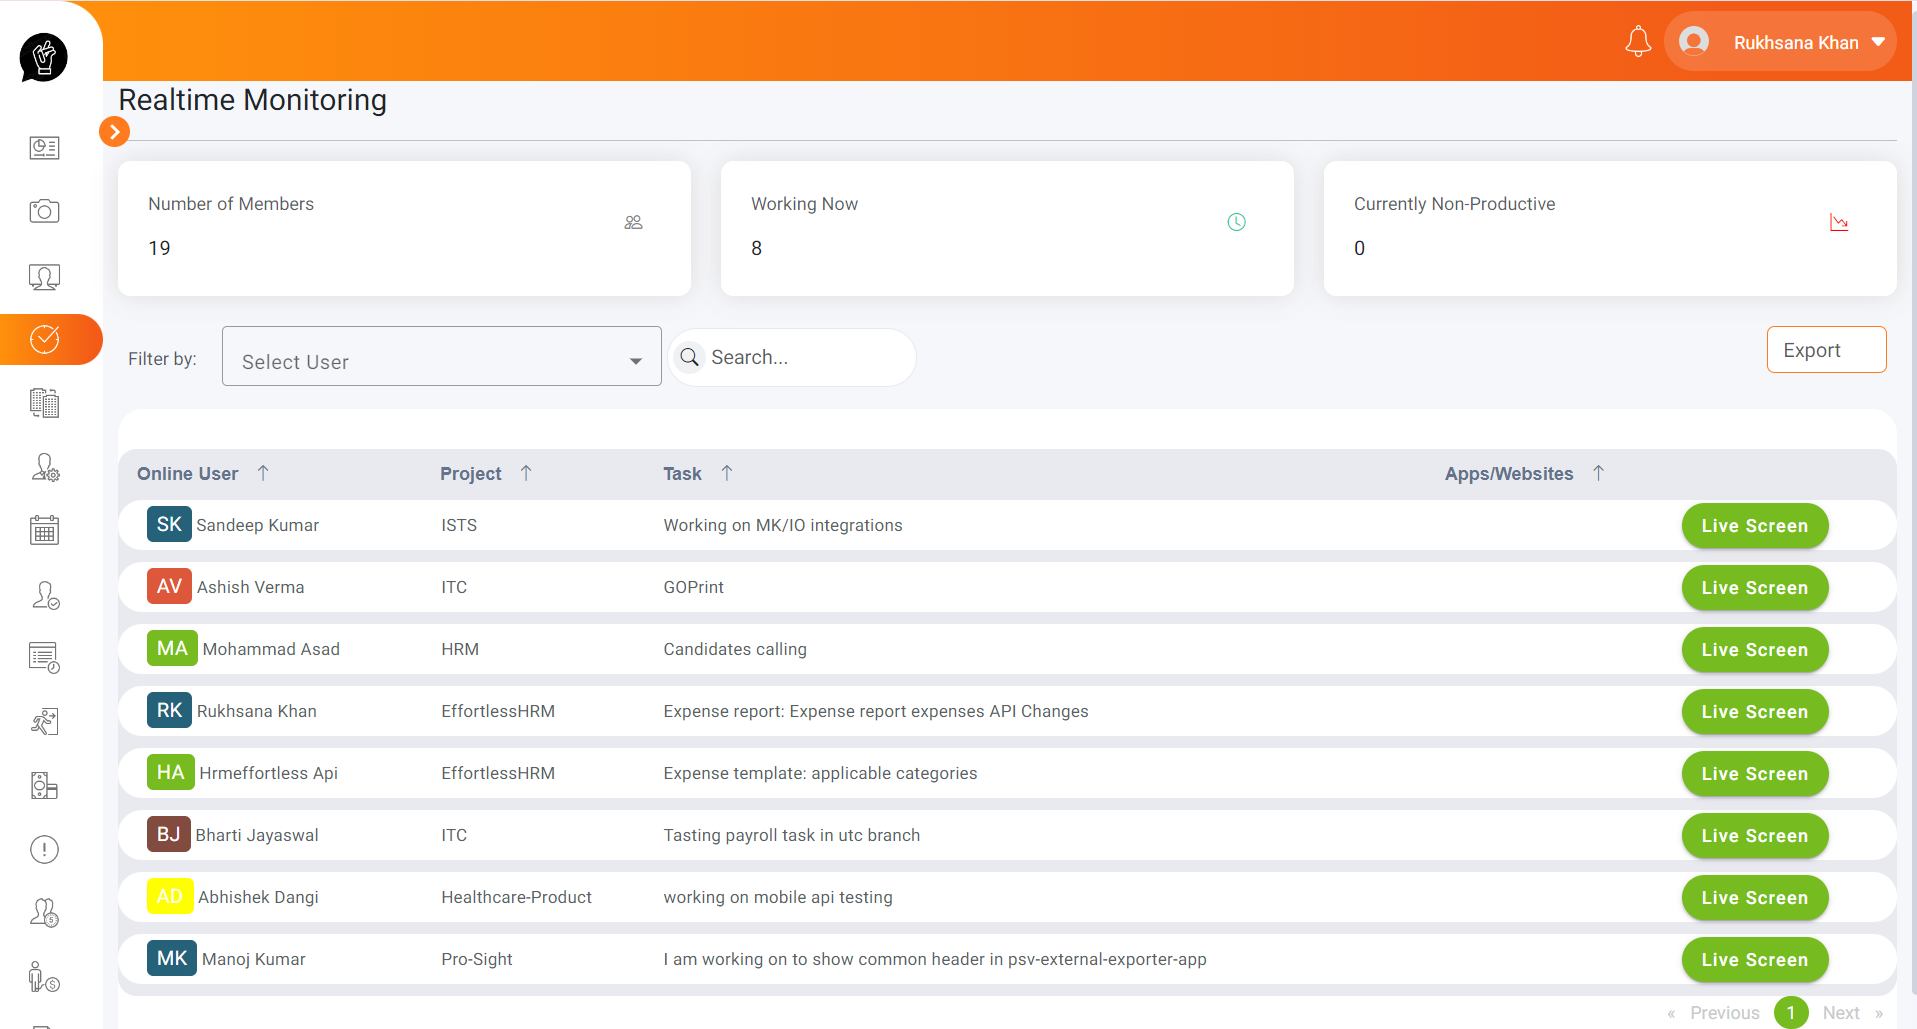 Rukhsana Khan
Realtime Monitoring
Number of Members
19
Working Now
8
Currently Non-Productive
0
Filter by:
Select User
Search...
Export
Online User Project Task Apps/Websites
SK Sandeep Kumar ISTS Working on MK/IO integrations Live Screen
AV Ashish Verma ITC GOPrint Live Screen
MA Mohammad Asad HRM Candidates calling Live Screen
RK Rukhsana Khan EffortlessHRM Expense report: Expense report expenses API Changes Live Screen
HA Hrmeffortless Api EffortlessHRM Expense template: applicable categories Live Screen
BJ Bharti Jayaswal ITC Tasting payroll task in utc branch Live Screen
AD Abhishek Dangi Healthcare-Product working on mobile api testing Live Screen
MK Manoj Kumar Pro-Sight I am working on to show common header in psv-external-exporter-app Live Screen
« Previous 1 Next »